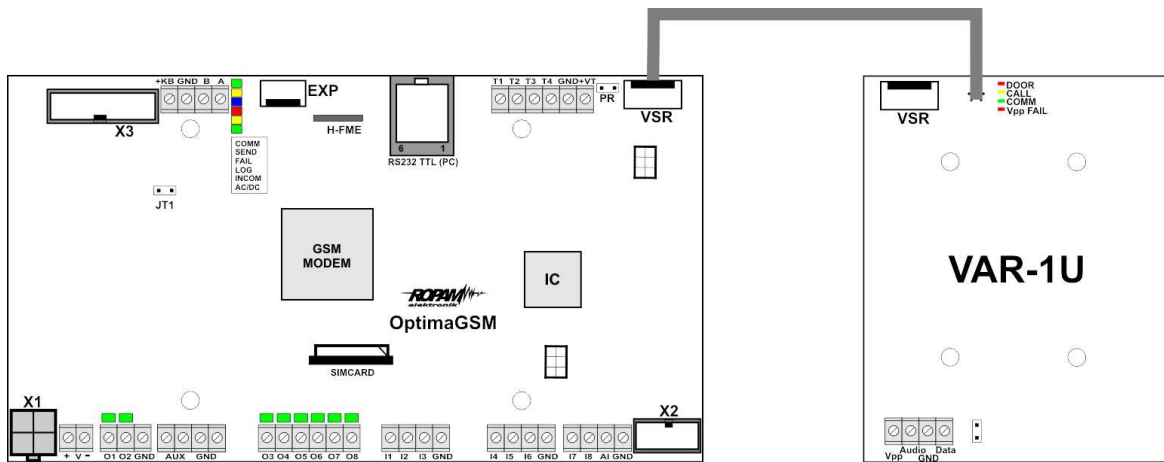 +KB GND B A
EXP
T1 T2 T3 T4 GND+VT
PR
VSR
X3
H-FME
6 1
RS232 TTL (PC)
COMM
SEND
FAIL
LOG
INCOM
AC/DC
JT1
GSM
MODEM
IC
ROPAM
elektronik
OptimaGSM
SIMCARD
X1
X2
+ V - O1 O2 GND AUX GND O3 O4 O5 O6 O7 O8 I1 I2 I3 GND I4 I5 I6 GND I7 I8 AI GND
VSR
DOOR
CALL
COMM
Vpp FAIL
VAR-1U
Vpp Audio GND Data